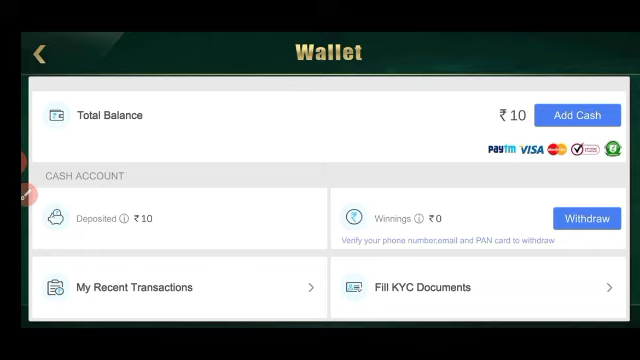 Wallet
Total Balance
₹ 10
Add Cash
Paytm VISA
CASH ACCOUNT
Deposited ₹ 10
Winnings ₹ 0
Withdraw
Verify your phone number,email and PAN card to withdraw
My Recent Transactions
Fill KYC Documents